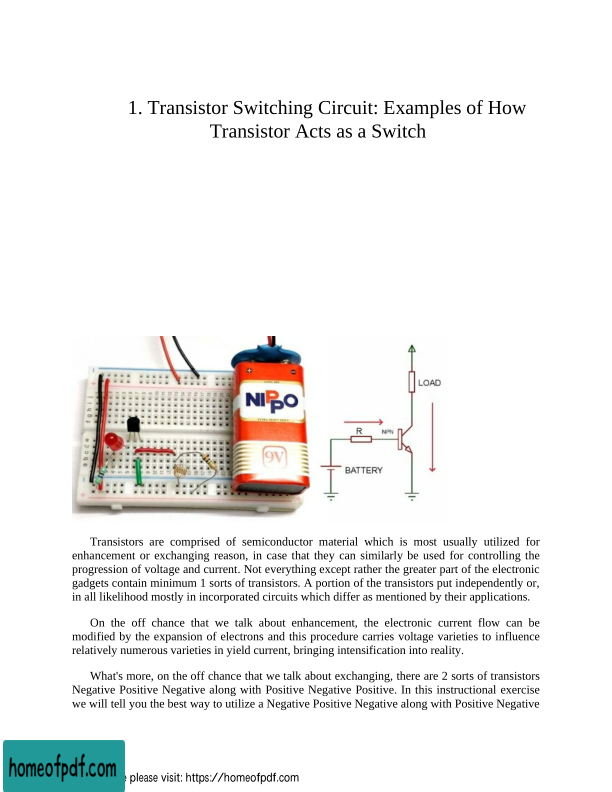 1. Transistor Switching Circuit: Examples of How
Transistor Acts as a Switch
NIPPO
9V
LOAD
R
NPN
BATTERY
Transistors are comprised of semiconductor material which is most usually utilized for
enhancement or exchanging reason, in case that they can similarly be used for controlling the
progression of voltage and current. Not everything except rather the greater part of the electronic
gadgets contain minimum 1 sorts of transistors. A portion of the transistors put independently or,
in all likelihood mostly in incorporated circuits which differ as mentioned by their applications.
On the off chance that we talk about enhancement, the electronic current flow can be
modified by the expansion of electrons and this procedure carries voltage varieties to influence
relatively numerous varieties in yield current, bringing intensification into reality.
What's more, on the off chance that we talk about exchanging, there are 2 sorts of transistors
Negative Positive Negative along with Positive Negative Positive. In this instructional exercise
we will tell you the best way to utilize a Negative Positive Negative along with Positive Negative
homeofpdf.com
please visit: https://homeofpdf.com